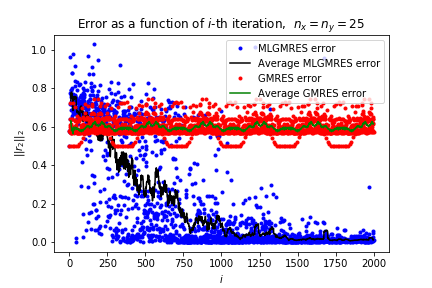 Error as a function of i-th iteration, n_x = n_y = 25
MLGMRES error
Average MLGMRES error
GMRES error
Average GMRES error
||r_2||_2
1.0
0.8
0.6
0.4
0.2
0.0
0 250 500 750 1000 1250 1500 1750 2000
i